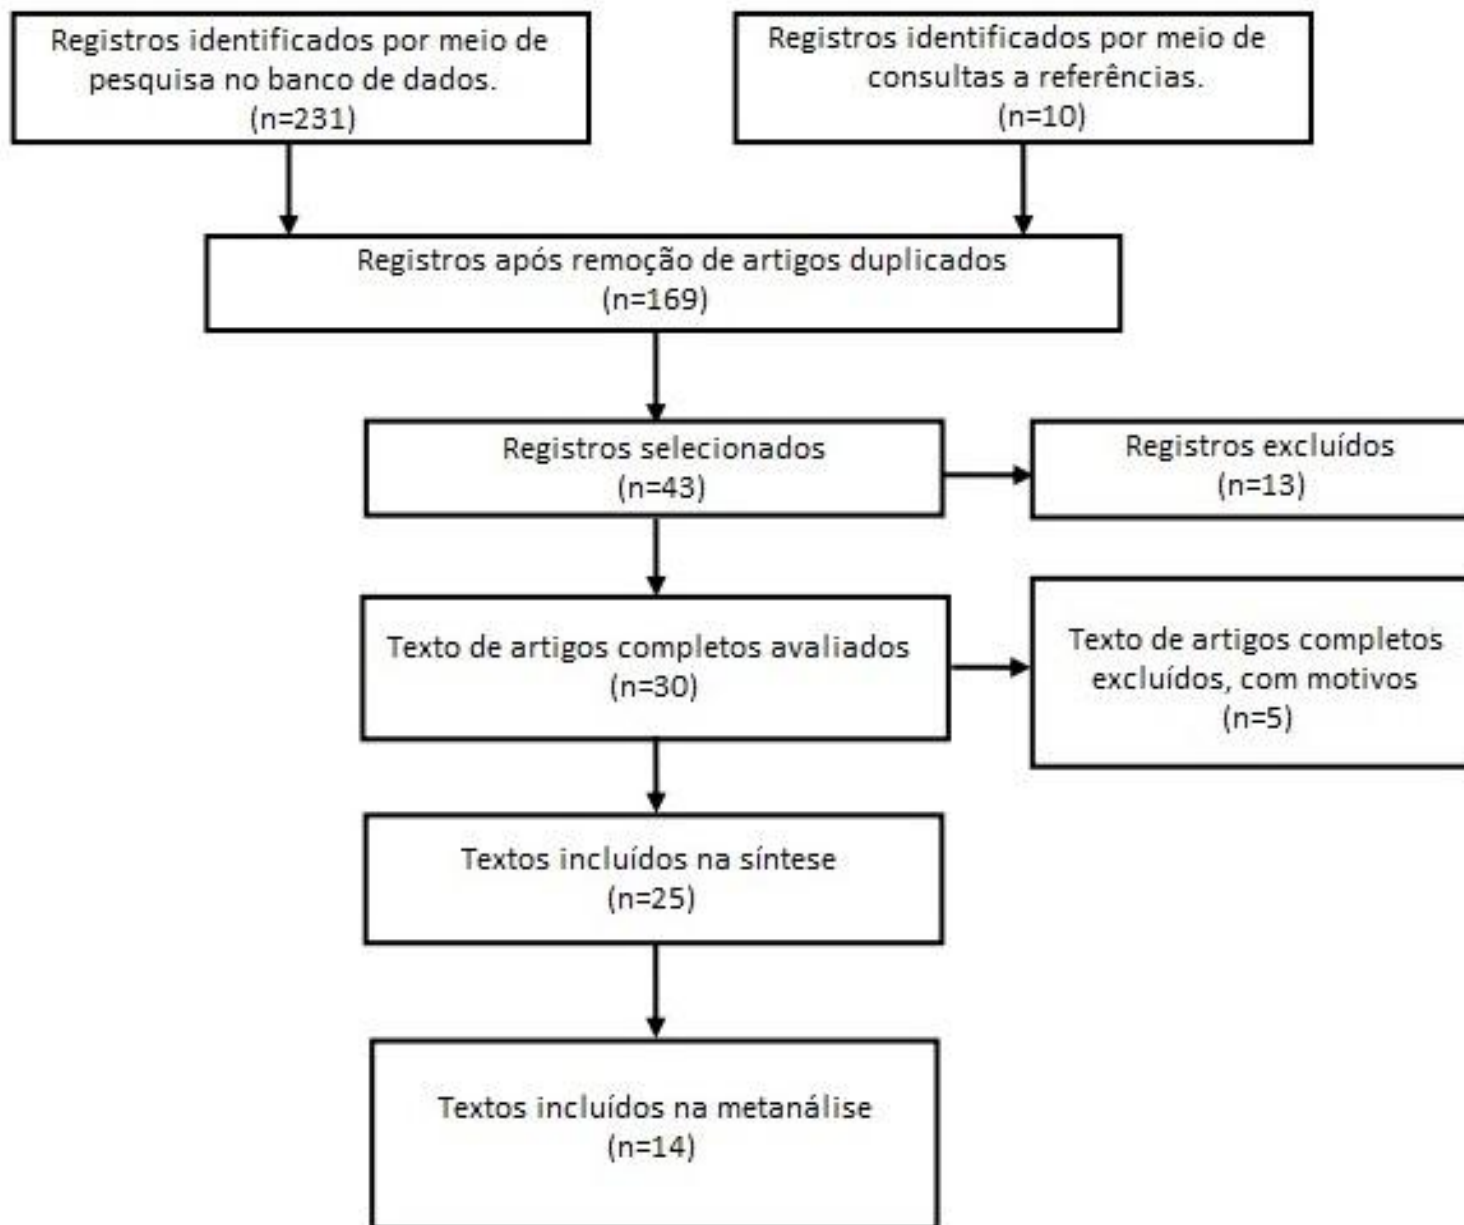 Registros identificados por meio de
pesquisa no banco de dados.
(n=231)
Registros identificados por meio de
consultas a referências.
(n=10)
Registros após remoção de artigos duplicados
(n=169)
Registros selecionados
(n=43)
Registros excluídos
(n=13)
Texto de artigos completos avaliados
(n=30)
Texto de artigos completos
excluídos, com motivos
(n=5)
Textos incluídos na síntese
(n=25)
Textos incluídos na metanálise
(n=14)